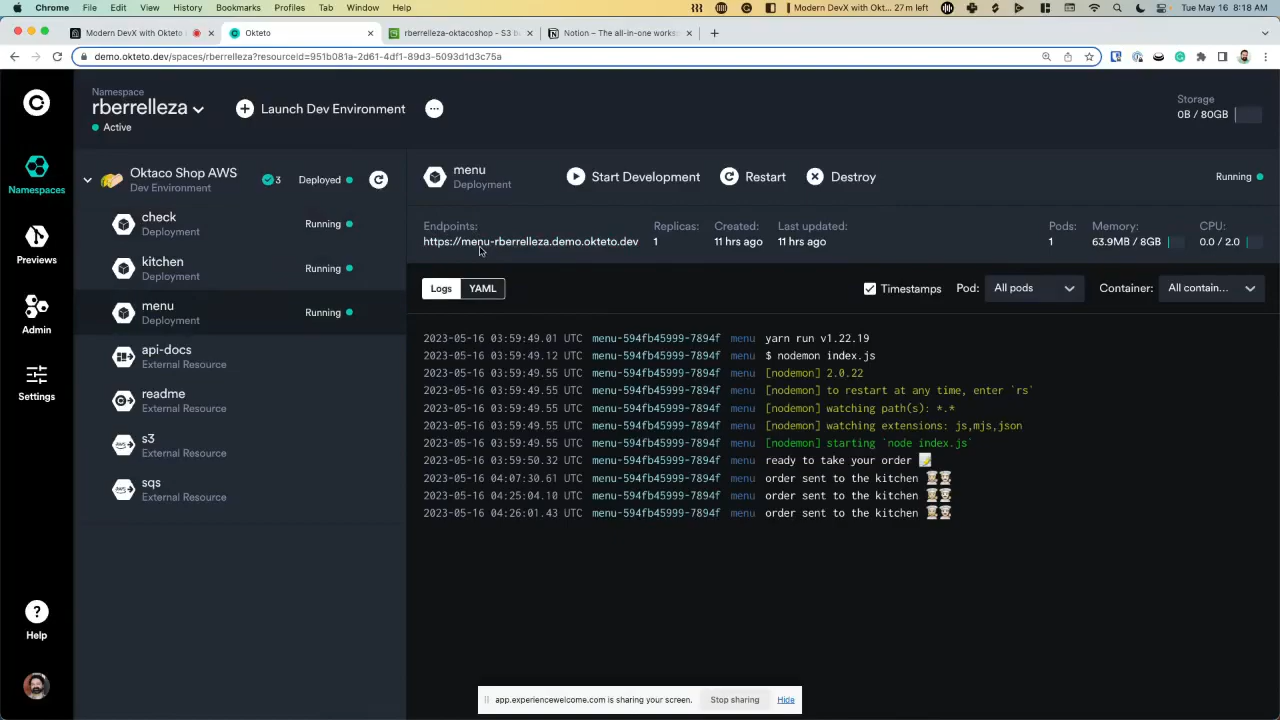 Chrome File Edit View History Bookmarks Profiles Tab Window Help Modern DevX with Okt... 27m left Tue May 16 8:18 AM
Modern DevX with Okteto Okteto rberrelleza-oktacoshop - S3 b Notion – The all-in-one works
demo.okteto.dev/spaces/rberrelleza?resourceid=951b081a-2d61-4df1-89d3-5093d1d3c75a
Namespace
rberrelleza
Active
Launch Dev Environment
Storage
0B / 80GB
Namespaces
Previews
Admin
Settings
Help
Oktaco Shop AWS
Dev Environment
3 Deployed
check
Deployment
Running
kitchen
Deployment
Running
menu
Deployment
Running
api-docs
External Resource
readme
External Resource
s3
External Resource
sqs
External Resource
menu
Deployment
Start Development Restart Destroy
Running
Endpoints: Replicas: Created: Last updated: Pods: Memory: CPU:
https://menu-rberrelleza.demo.okteto.dev 1 11 hrs ago 11 hrs ago 1 63.9MB / 8GB 0.0 / 2.0
Logs YAML Timestamps Pod: All pods Container: All contain...
2023-05-16 03:59:49.01 UTC menu-594fb45999-7894f menu yarn run v1.22.19
2023-05-16 03:59:49.12 UTC menu-594fb45999-7894f menu $ nodemon index.js
2023-05-16 03:59:49.55 UTC menu-594fb45999-7894f menu [nodemon] 2.0.22
2023-05-16 03:59:49.55 UTC menu-594fb45999-7894f menu [nodemon] to restart at any time, enter `rs`
2023-05-16 03:59:49.55 UTC menu-594fb45999-7894f menu [nodemon] watching path(s): *.*
2023-05-16 03:59:49.55 UTC menu-594fb45999-7894f menu [nodemon] watching extensions: js,mjs,json
2023-05-16 03:59:49.55 UTC menu-594fb45999-7894f menu [nodemon] starting `node index.js`
2023-05-16 03:59:50.32 UTC menu-594fb45999-7894f menu ready to take your order 📝
2023-05-16 04:07:30.61 UTC menu-594fb45999-7894f menu order sent to the kitchen
2023-05-16 04:25:04.10 UTC menu-594fb45999-7894f menu order sent to the kitchen
2023-05-16 04:26:01.43 UTC menu-594fb45999-7894f menu order sent to the kitchen
app.experiencewelcome.com is sharing your screen. Stop sharing Hide